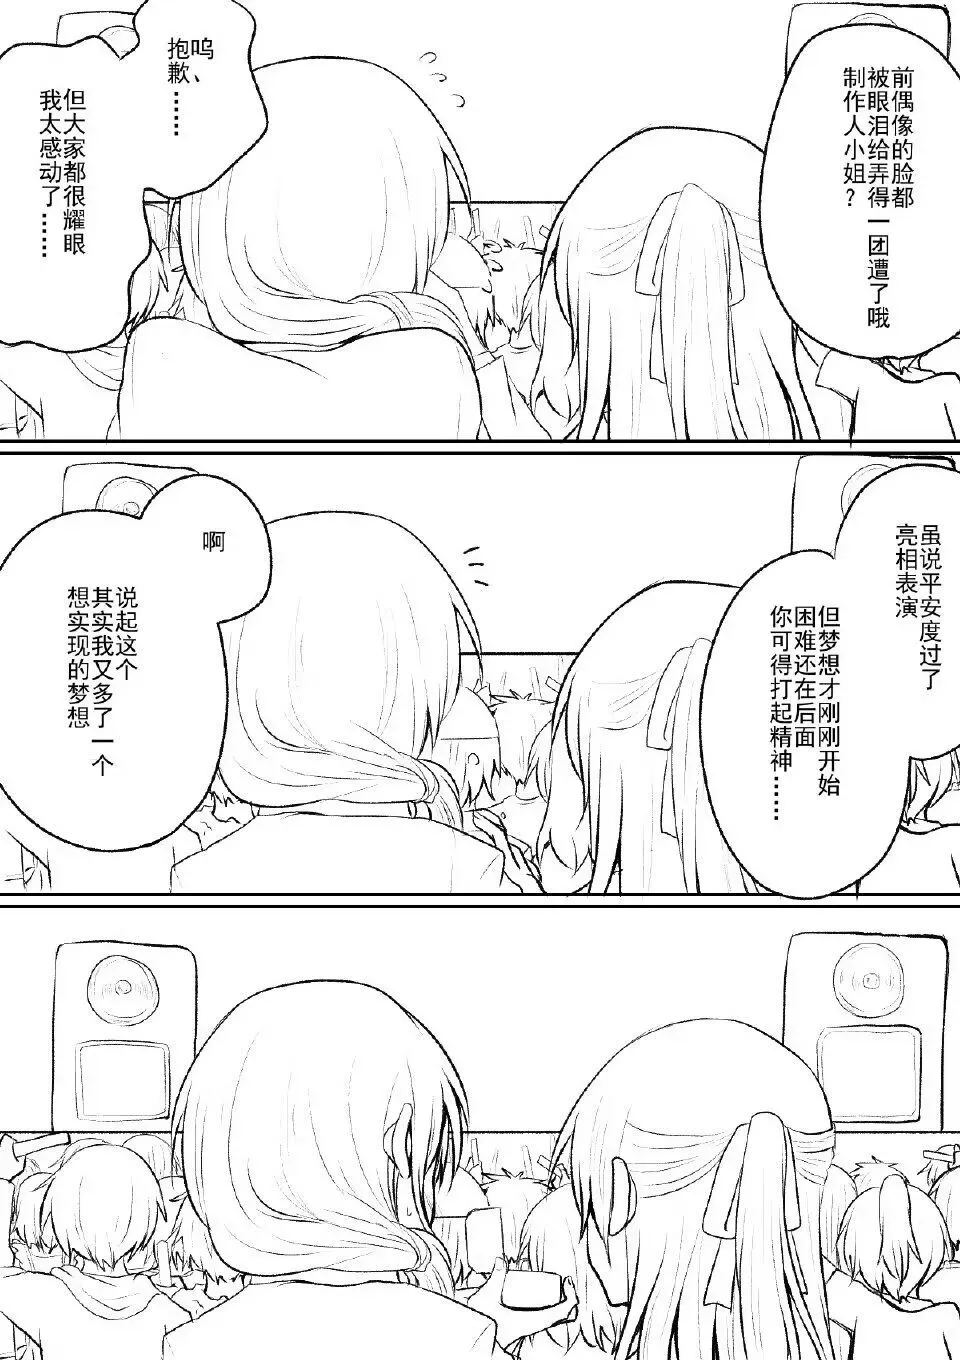 前偶像的脸都
被眼泪给弄得一团遭了哦
制作人小姐?
呜、
抱歉……
但大家都很耀眼
我太感动了……
虽说平安度过了
亮相表演
但梦想才刚刚开始
困难还在后面
你可得打起精神……
啊
说起这个
其实我又多了一个
想实现的梦想